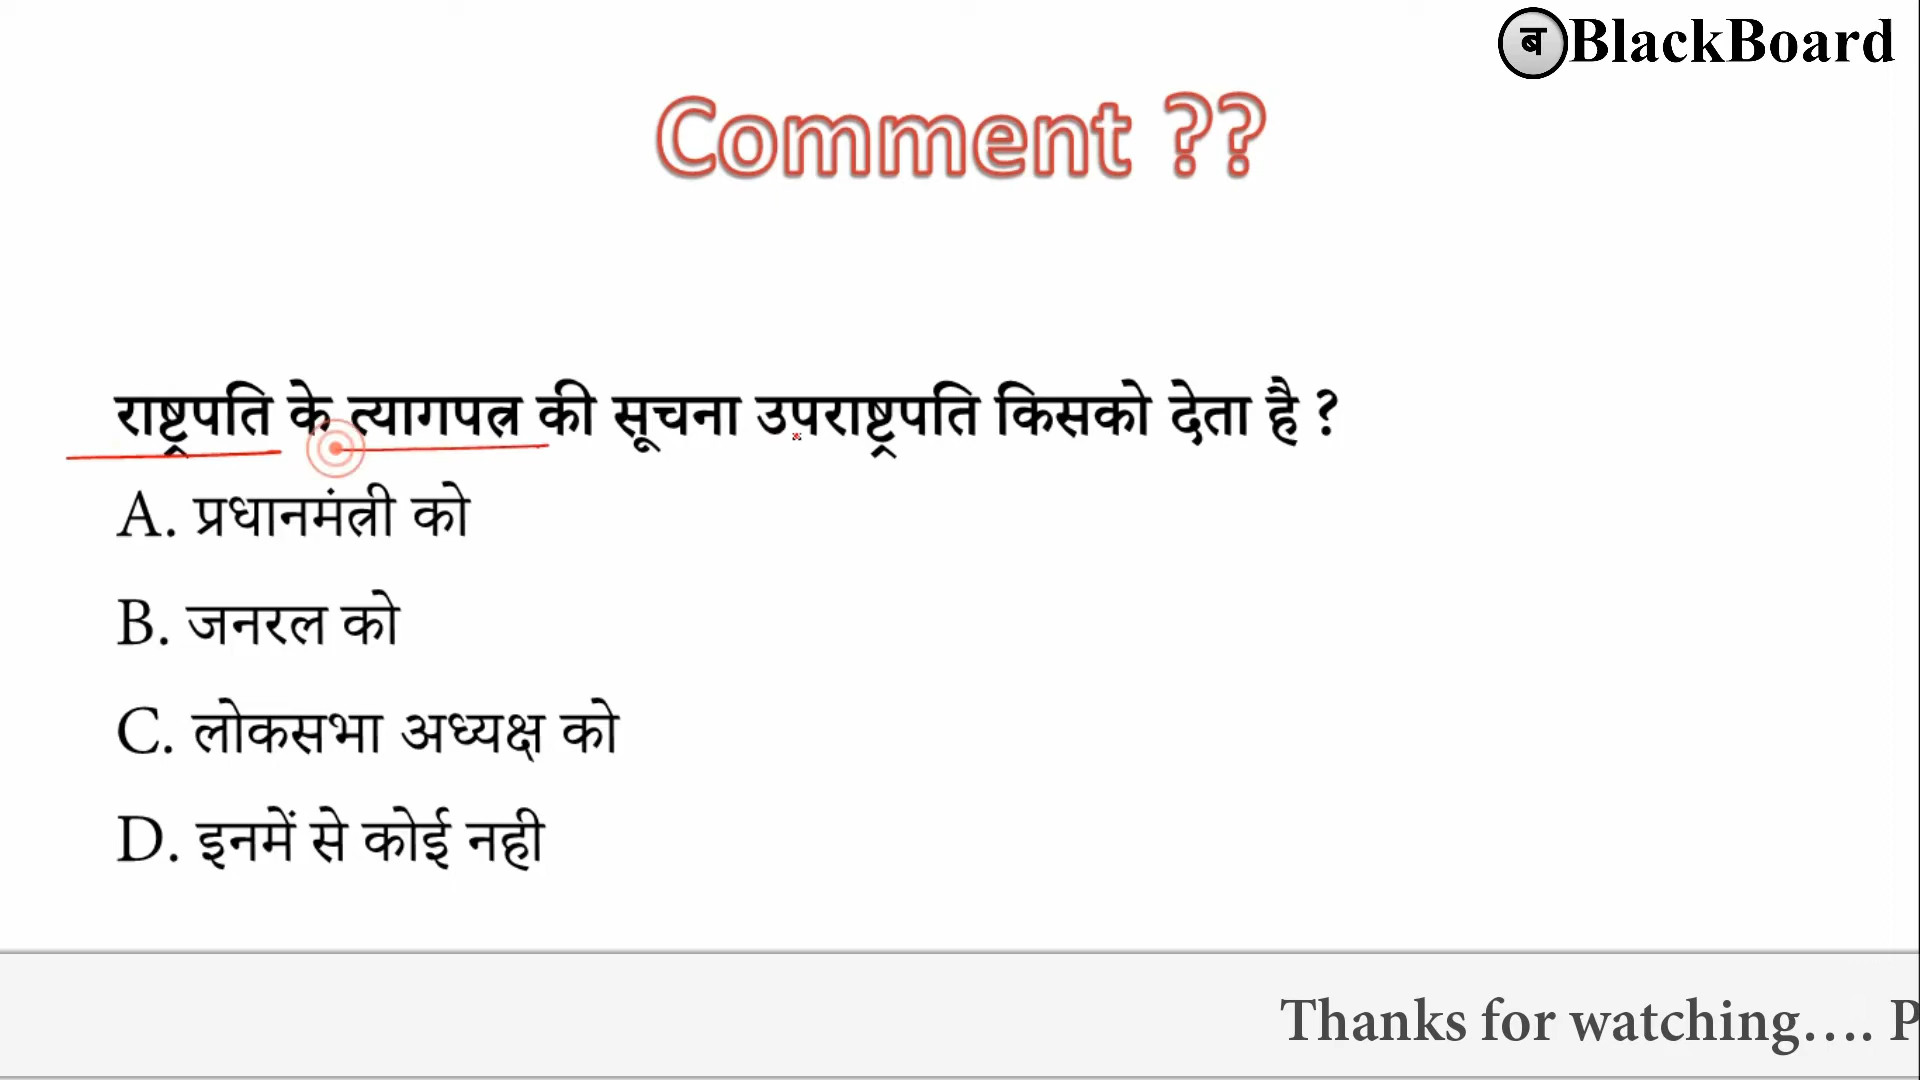 ब BlackBoard
Comment ??
राष्ट्रपति के त्यागपत्र की सूचना उपराष्ट्रपति किसको देता है ?
A. प्रधानमंत्री को
B. जनरल को
C. लोकसभा अध्यक्ष को
D. इनमें से कोई नही
Thanks for watching.... P